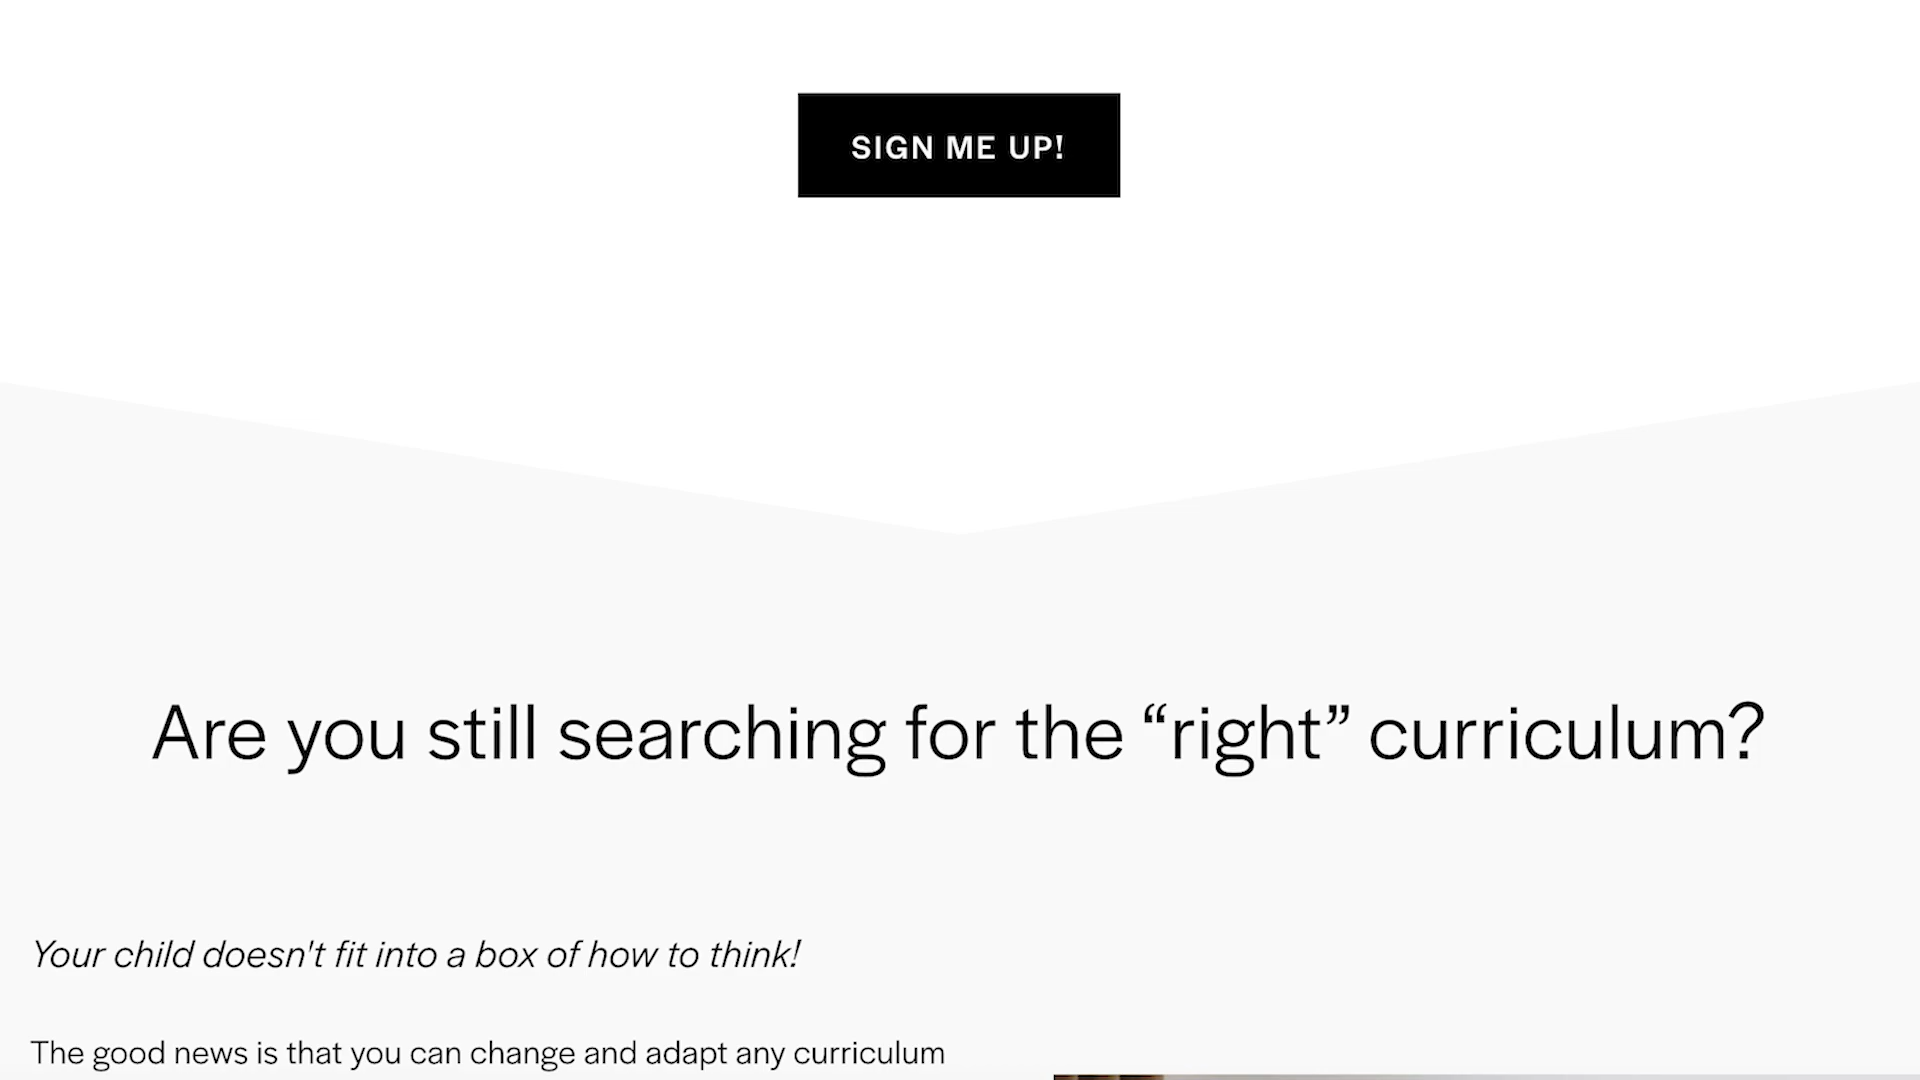 SIGN ME UP!
Are you still searching for the “right” curriculum?
Your child doesn't fit into a box of how to think!
The good news is that you can change and adapt any curriculum